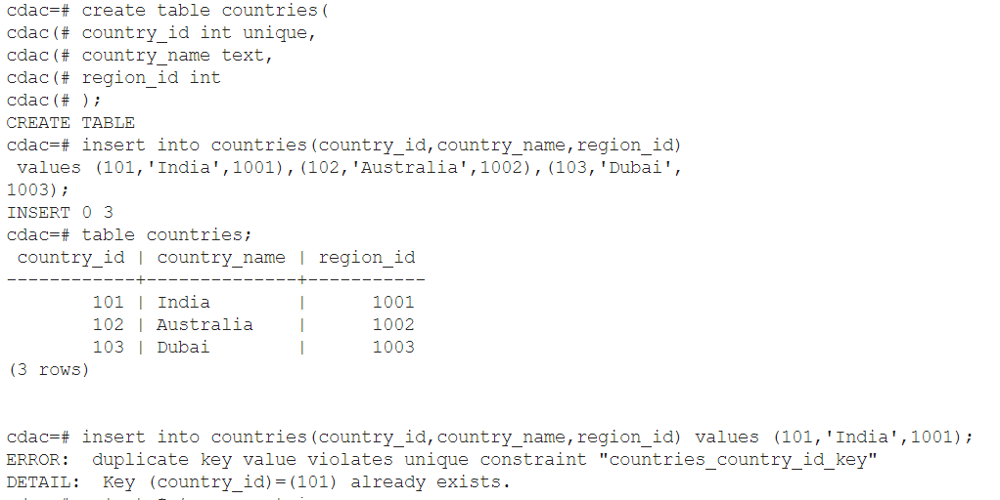 cdac=# create table countries(
cdac(# country_id int unique,
cdac(# country_name text,
cdac(# region_id int
cdac(# );
CREATE TABLE
cdac=# insert into countries(country_id,country_name,region_id)
 values (101,'India',1001),(102,'Australia',1002),(103,'Dubai',
1003);
INSERT 0 3
cdac=# table countries;
 country_id | country_name | region_id
------------+--------------+-----------
        101 | India        |      1001
        102 | Australia    |      1002
        103 | Dubai        |      1003
(3 rows)
cdac=# insert into countries(country_id,country_name,region_id) values (101,'India',1001);
ERROR:  duplicate key value violates unique constraint "countries_country_id_key"
DETAIL:  Key (country_id)=(101) already exists.